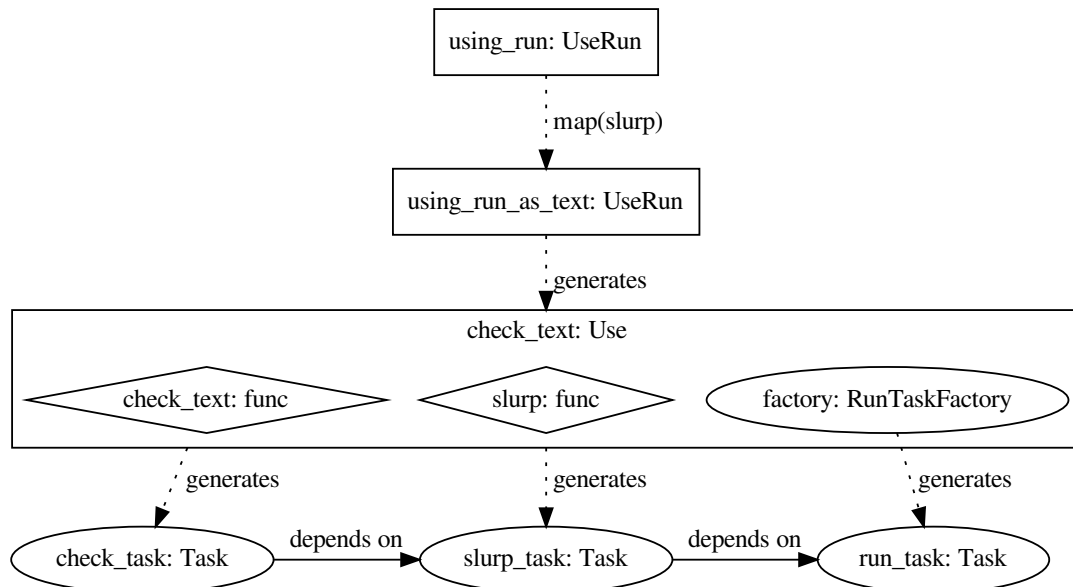 using_run: UseRun
map(slurp)
using_run_as_text: UseRun
generates
check_text: Use
check_text: func
slurp: func
factory: RunTaskFactory
generates
generates
generates
check_task: Task
depends on
slurp_task: Task
depends on
run_task: Task